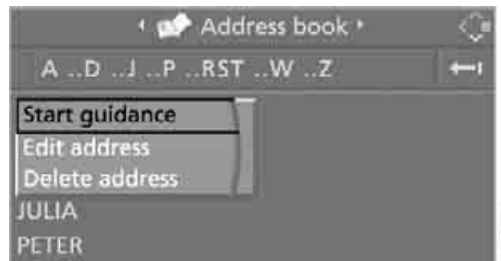 Address book
A ..D ..J ..P ..RST ..W ..Z
Start guidance
Edit address
Delete address
JULIA
PETER